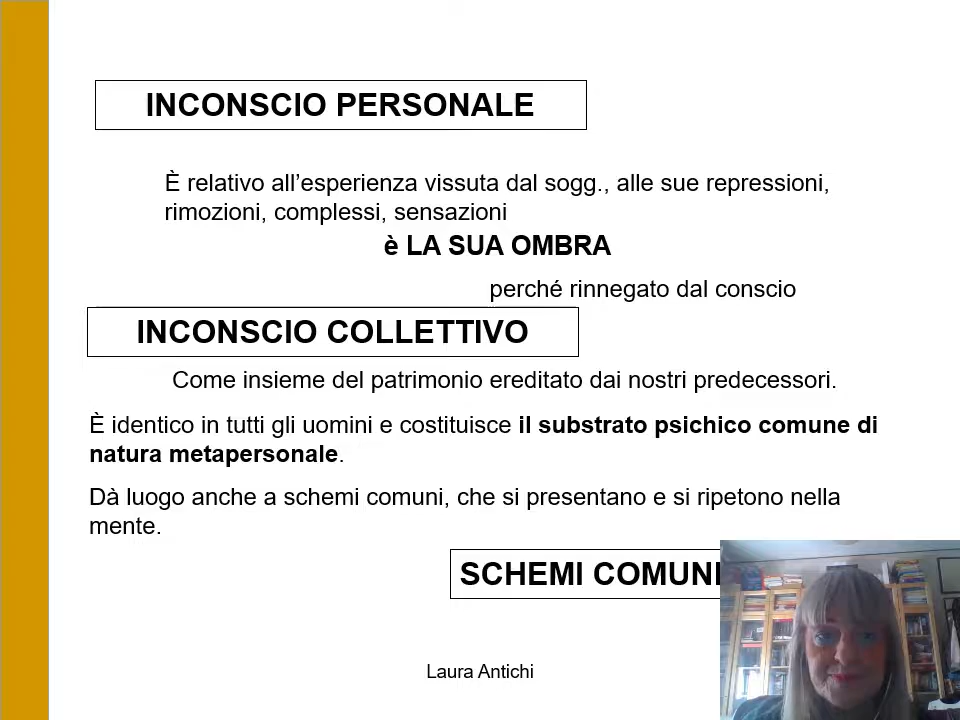 INCONSCIO PERSONALE
È relativo all’esperienza vissuta dal sogg., alle sue repressioni,
rimozioni, complessi, sensazioni
è LA SUA OMBRA
perché rinnegato dal conscio
INCONSCIO COLLETTIVO
Come insieme del patrimonio ereditato dai nostri predecessori.
È identico in tutti gli uomini e costituisce il substrato psichico comune di
natura metapersonale.
Dà luogo anche a schemi comuni, che si presentano e si ripetono nella
mente.
SCHEMI COMUNI
Laura Antichi